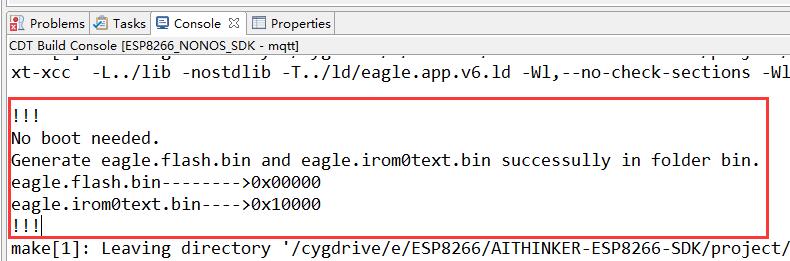 Problems Tasks Console Properties
CDT Build Console [ESP8266_NONOS_SDK - mqtt]
xt-xcc -L../lib -nostdlib -T../ld/eagle.app.v6.ld -Wl,--no-check-sections -Wl
!!!
No boot needed.
Generate eagle.flash.bin and eagle.irom0text.bin successully in folder bin.
eagle.flash.bin-------->0x00000
eagle.irom0text.bin---->0x10000
!!!
make[1]: Leaving directory '/cygdrive/e/ESP8266/AITHINKER-ESP8266-SDK/project/